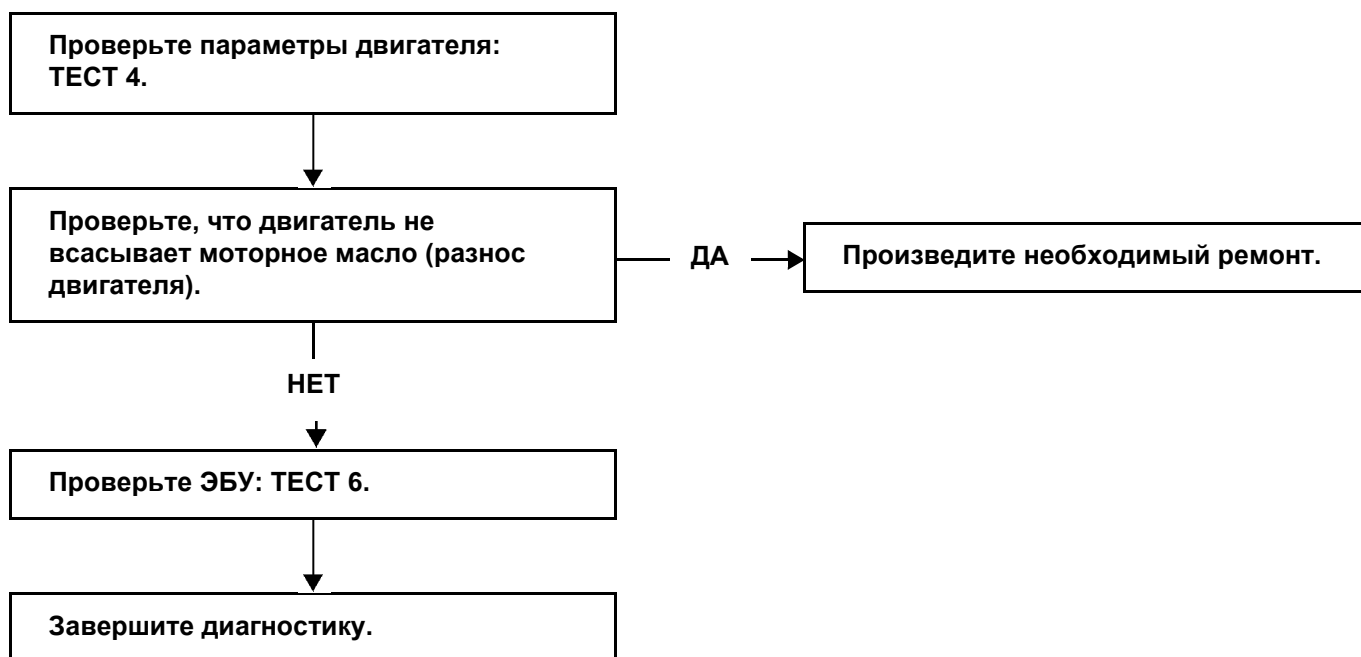 Проверьте параметры двигателя:
ТЕСТ 4.
Проверьте, что двигатель не
всасывает моторное масло (разнос
двигателя).
ДА
Произведите необходимый ремонт.
НЕТ
Проверьте ЭБУ: ТЕСТ 6.
Завершите диагностику.